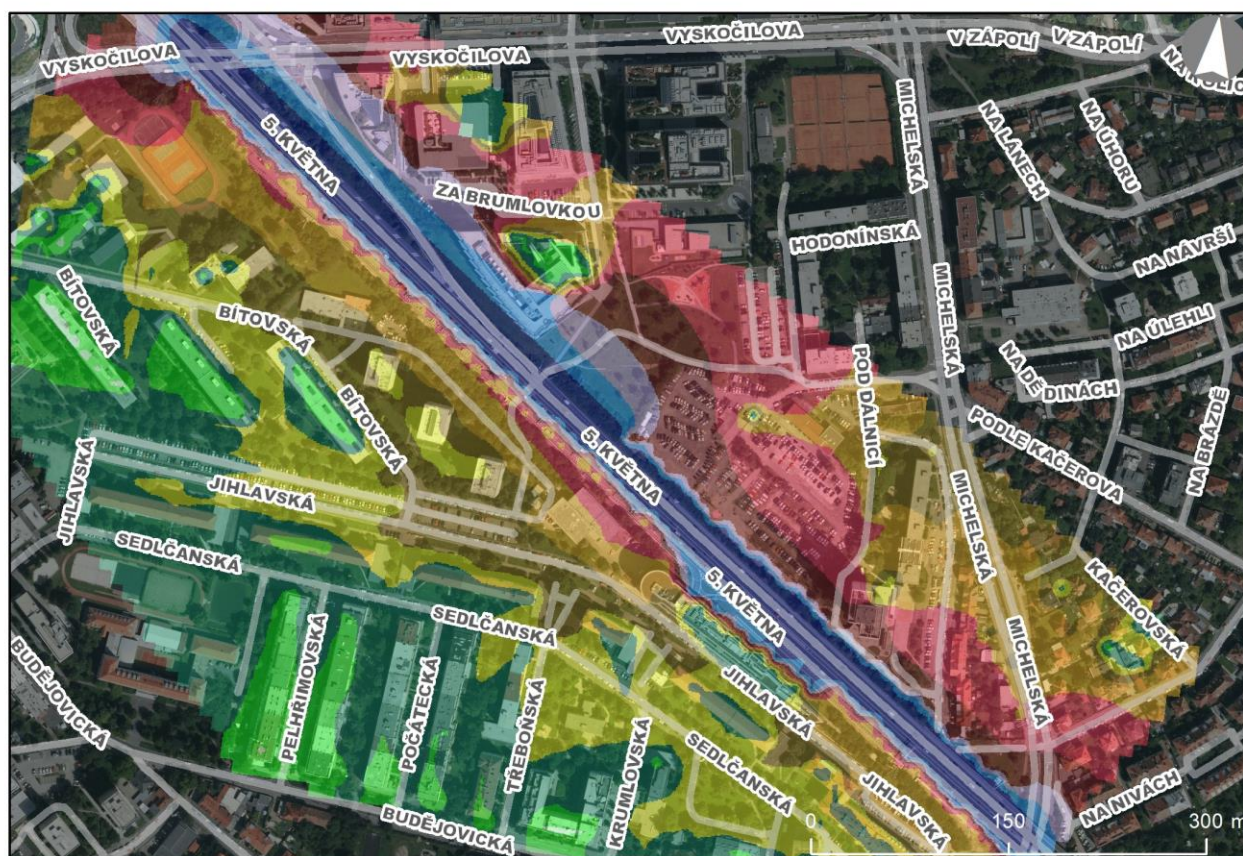 VYSKOČILOVA
V ZÁPOLÍ
V ZÁPOLÍ
VYSKOČILOVA
VYSKOČILOVA
NA LÁNECH
NA ÚHORU
MICHELSKÁ
5. KVĚTNA
ZA BRUMLOVKOU
HODONÍNSKÁ
NA NÁVRŠÍ
BÍTOVSKÁ
BÍTOVSKÁ
MICHELSKÁ
NA ÚLEHLI
NA DĚ DINÁCH
BÍTOVSKÁ
POD DÁLNICÍ
PODLE KAČEROVA
NA BRÁZDĚ
5. KVĚTNA
JIHLAVSKÁ
JIHLAVSKÁ
MICHELSKÁ
SEDLČANSKÁ
5. KVĚTNA
KAČEROVSKÁ
SEDLČANSKÁ
MICHELSKÁ
BUDĚJOVICKÁ
PELHŘIMOVSKÁ
POČÁTECKÁ
TŘEBOŇSKÁ
JIHLAVSKÁ
KRUMLOVSKÁ
SEDLČANSKÁ
JIHLAVSKÁ
NA NIVÁCH
BUDĚJOVICKÁ
0 150 300 m